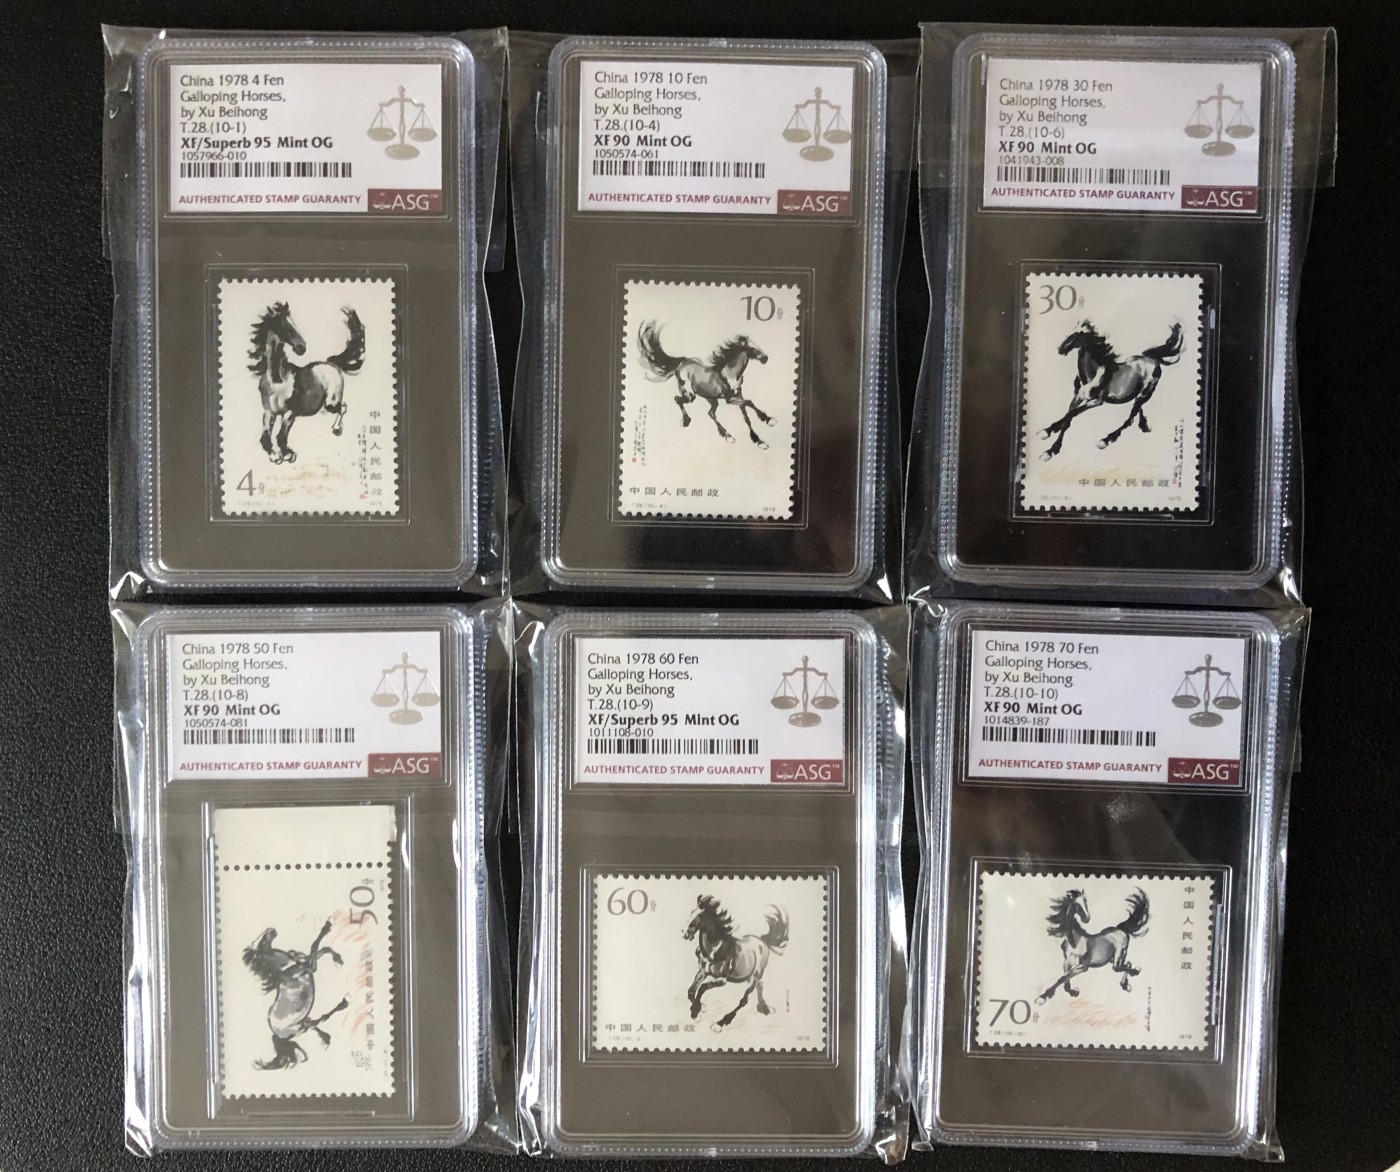 China 1978 4 Fen
Galloping Horses,
by Xu Beihong
T.28.(10-1)
XF/Superb 95 Mint OG
1057966-010
AUTHENTICATED STAMP GUARANTY
ASG™
4分
中国人民邮政
1978
China 1978 10 Fen
Galloping Horses,
by Xu Beihong
T.28.(10-4)
XF 90 Mint OG
1050574-061
AUTHENTICATED STAMP GUARANTY
ASG™
10分
中国人民邮政
1978
China 1978 30 Fen
Galloping Horses,
by Xu Beihong
T.28.(10-6)
XF 90 Mint OG
1041943-008
AUTHENTICATED STAMP GUARANTY
ASG™
30分
中国人民邮政
1978
China 1978 50 Fen
Galloping Horses,
by Xu Beihong
T.28.(10-8)
XF 90 Mint OG
1050574-081
AUTHENTICATED STAMP GUARANTY
ASG™
50分
中国人民邮政
China 1978 60 Fen
Galloping Horses,
by Xu Beihong
T.28.(10-9)
XF/Superb 95 Mint OG
1011108-010
AUTHENTICATED STAMP GUARANTY
ASG™
60分
中国人民邮政
1978
China 1978 70 Fen
Galloping Horses,
by Xu Beihong
T.28.(10-10)
XF 90 Mint OG
1014839-187
AUTHENTICATED STAMP GUARANTY
ASG™
中国人民邮政
70分
1978